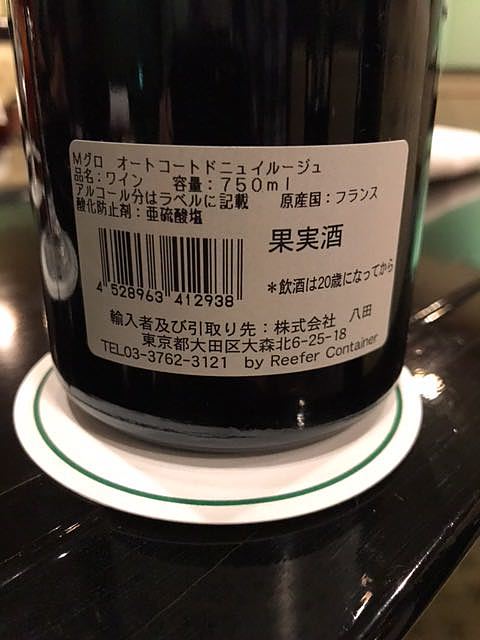 Mグロ オートコートドニュイルージュ
品名:ワイン 容量:750ml
アルコール分はラベルに記載 原産国:フランス
酸化防止剤:亜硫酸塩
果実酒
*飲酒は20歳になってから
4 528963 412938
輸入者及び引取り先:株式会社 八田
東京都大田区大森北6-25-18
TEL03-3762-3121 by Reefer Container